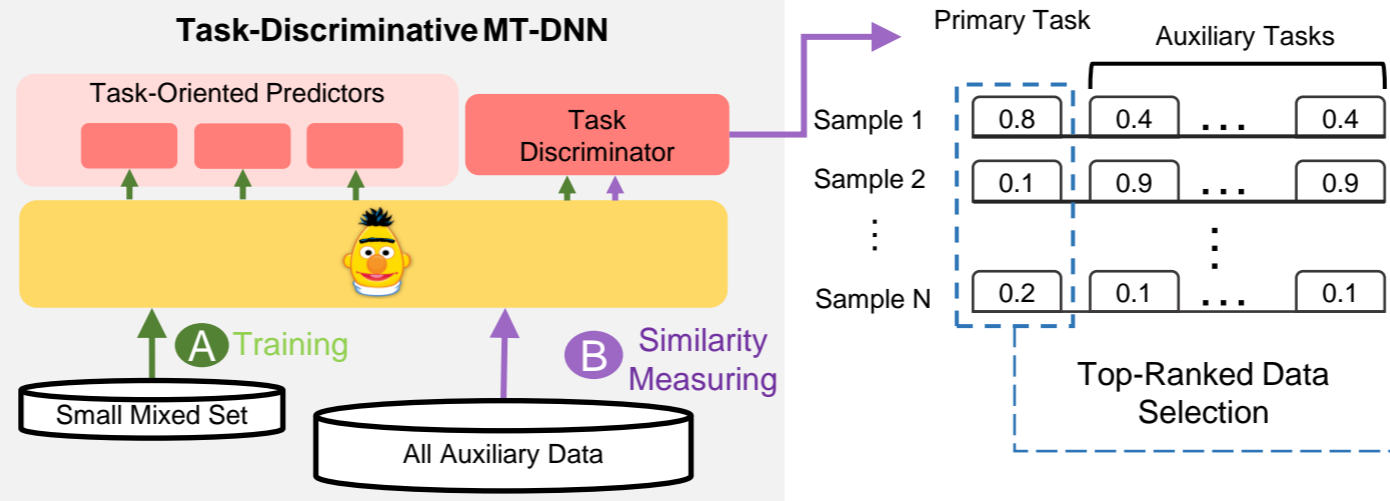 Task-Discriminative MT-DNN
Task-Oriented Predictors
Task
Discriminator
A Training
B Similarity
Measuring
Small Mixed Set
All Auxiliary Data
Primary Task
Auxiliary Tasks
Sample 1 0.8 0.4 ... 0.4
Sample 2 0.1 0.9 ... 0.9
Sample N 0.2 0.1 ... 0.1
Top-Ranked Data
Selection